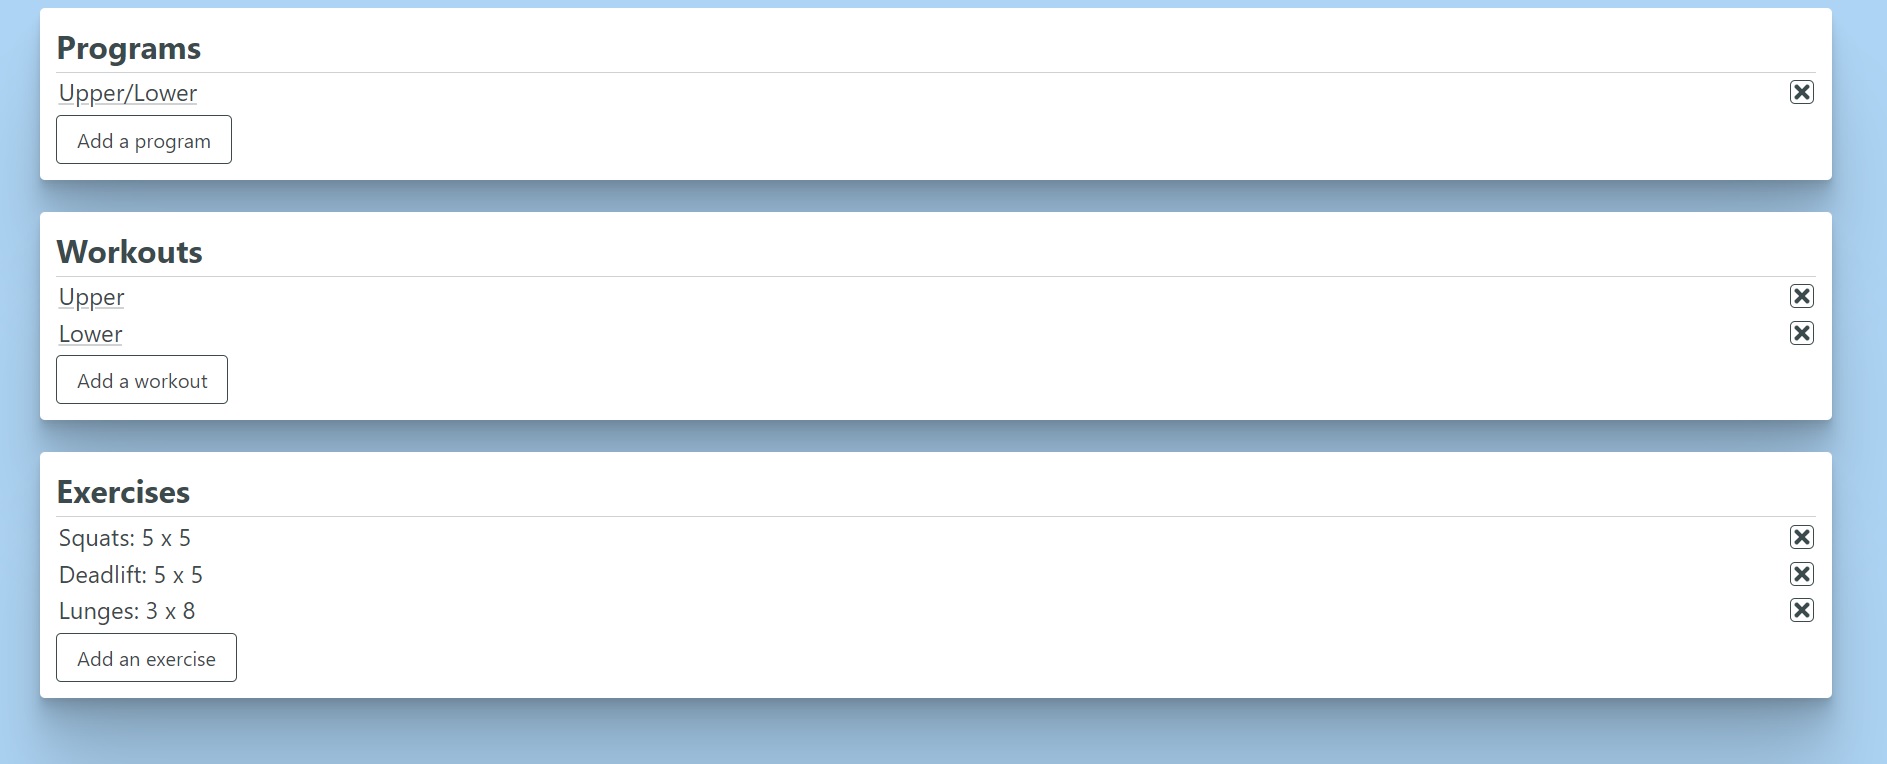 Programs
Upper/Lower
Add a program
Workouts
Upper
Lower
Add a workout
Exercises
Squats: 5 x 5
Deadlift: 5 x 5
Lunges: 3 x 8
Add an exercise